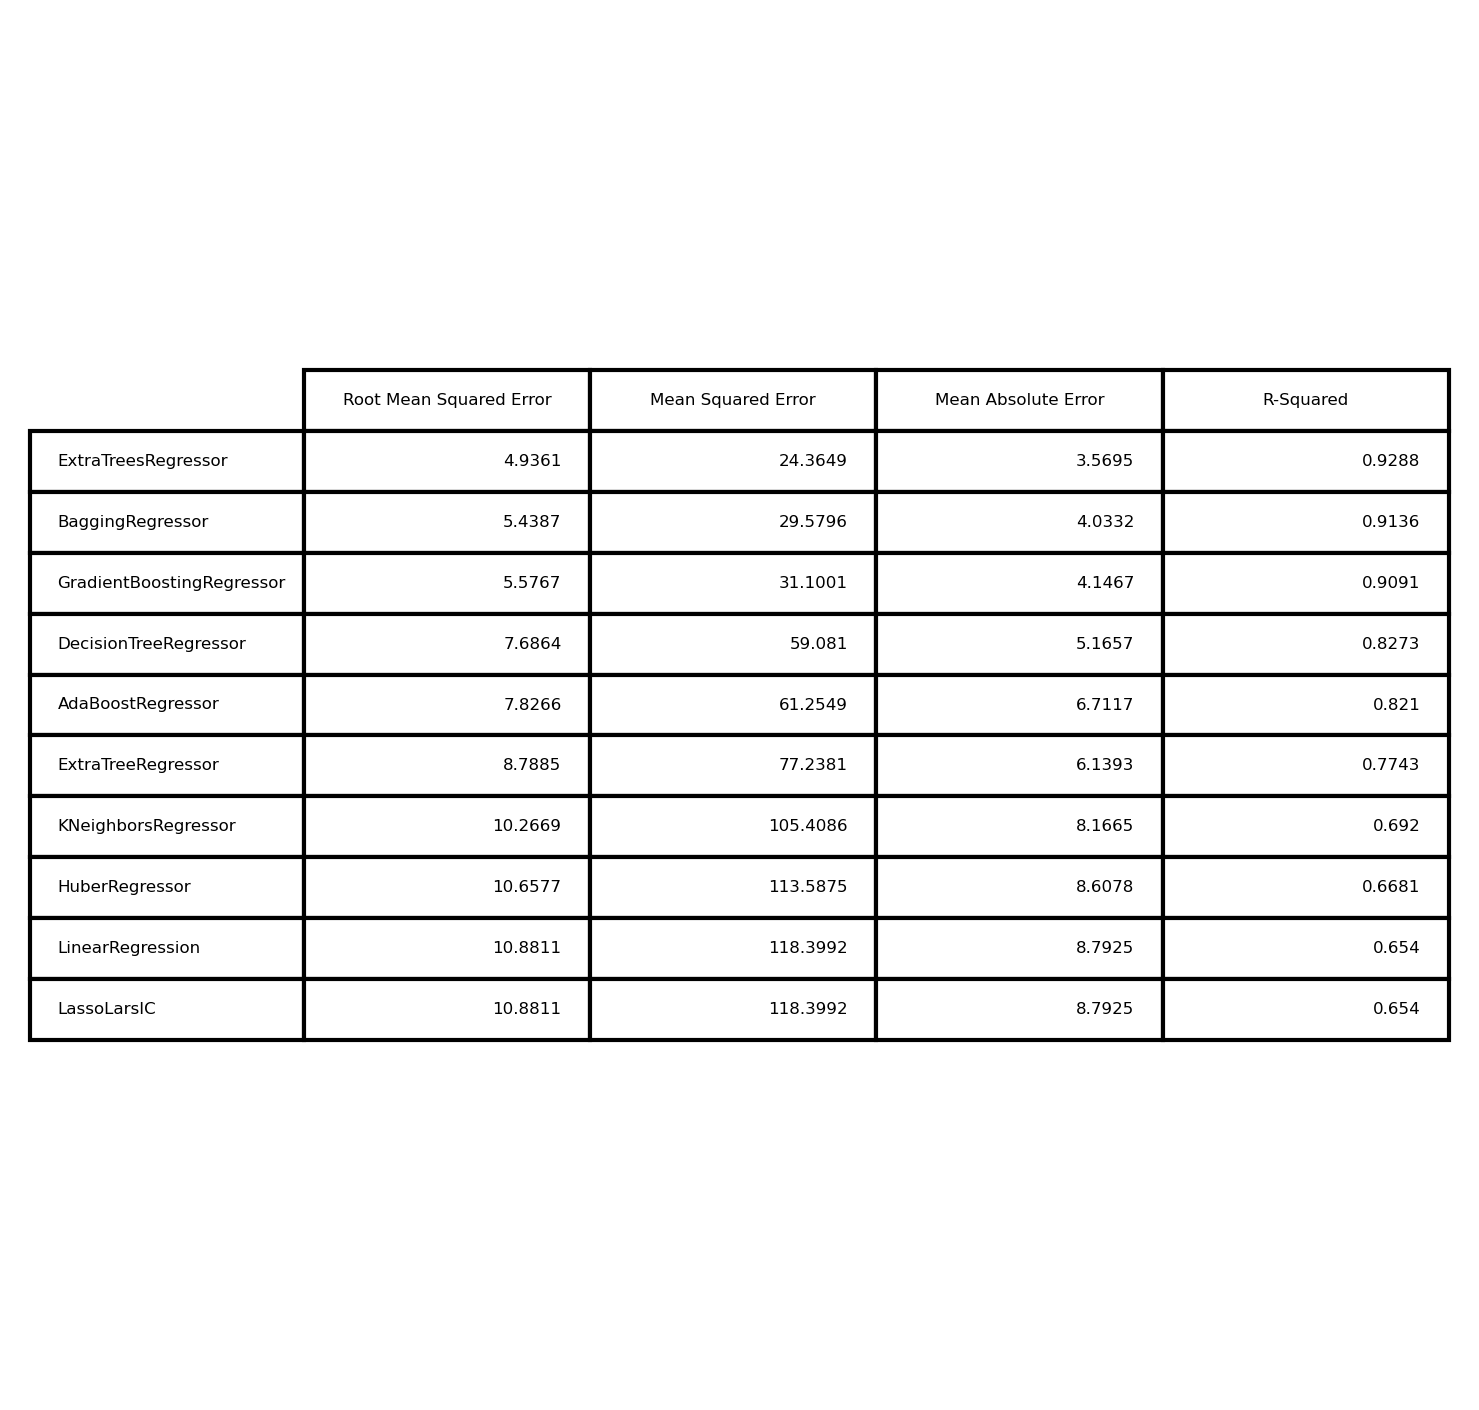 Root Mean Squared Error Mean Squared Error Mean Absolute Error R-Squared
ExtraTreesRegressor 4.9361 24.3649 3.5695 0.9288
BaggingRegressor 5.4387 29.5796 4.0332 0.9136
GradientBoostingRegressor 5.5767 31.1001 4.1467 0.9091
DecisionTreeRegressor 7.6864 59.081 5.1657 0.8273
AdaBoostRegressor 7.8266 61.2549 6.7117 0.821
ExtraTreeRegressor 8.7885 77.2381 6.1393 0.7743
KNeighborsRegressor 10.2669 105.4086 8.1665 0.692
HuberRegressor 10.6577 113.5875 8.6078 0.6681
LinearRegression 10.8811 118.3992 8.7925 0.654
LassoLarsIC 10.8811 118.3992 8.7925 0.654